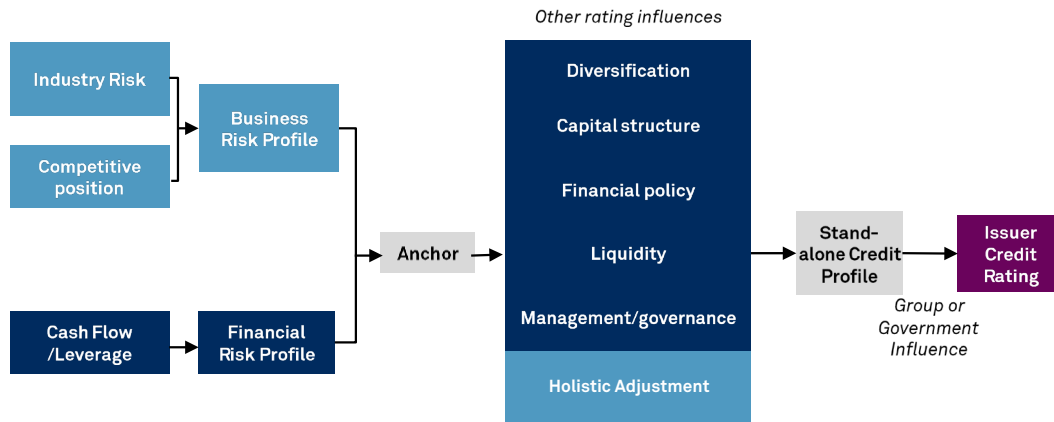 Other rating influences
Industry Risk
Competitive
position
Business
Risk Profile
Cash Flow
/Leverage
Financial
Risk Profile
Anchor
Diversification
Capital structure
Financial policy
Liquidity
Management/governance
Holistic Adjustment
Stand-
alone Credit
Profile
Issuer
Credit
Rating
Group or
Government
Influence